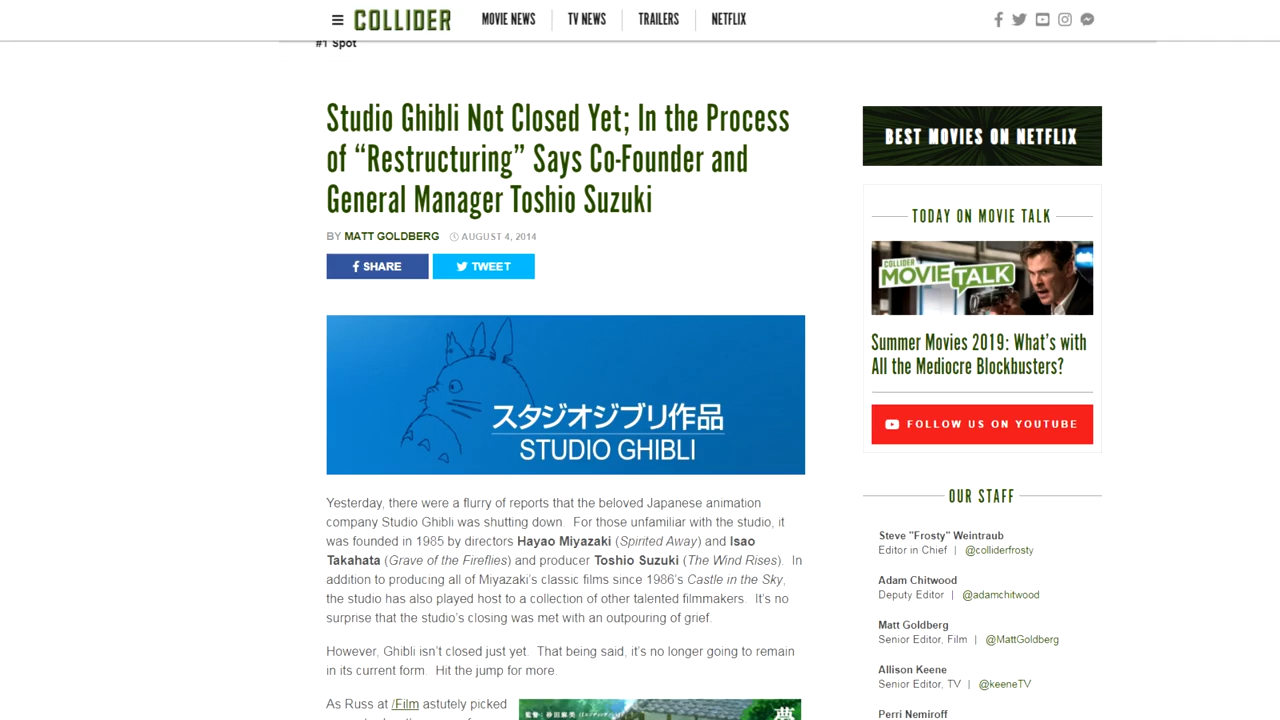 COLLIDER
MOVIE NEWS
TV NEWS
TRAILERS
NETFLIX
#1 Spot
Studio Ghibli Not Closed Yet; In the Process
of “Restructuring” Says Co-Founder and
General Manager Toshio Suzuki
BY MATT GOLDBERG AUGUST 4, 2014
SHARE
TWEET
スタジオジブリ作品
STUDIO GHIBLI
Yesterday, there were a flurry of reports that the beloved Japanese animation
company Studio Ghibli was shutting down. For those unfamiliar with the studio, it
was founded in 1985 by directors Hayao Miyazaki (Spirited Away) and Isao
Takahata (Grave of the Fireflies) and producer Toshio Suzuki (The Wind Rises). In
addition to producing all of Miyazaki’s classic films since 1986’s Castle in the Sky,
the studio has also played host to a collection of other talented filmmakers. It’s no
surprise that the studio’s closing was met with an outpouring of grief.
However, Ghibli isn’t closed just yet. That being said, it’s no longer going to remain
in its current form. Hit the jump for more.
As Russ at /Film astutely picked
BEST MOVIES ON NETFLIX
TODAY ON MOVIE TALK
COLLIDER
MOVIE TALK
Summer Movies 2019: What’s with
All the Mediocre Blockbusters?
FOLLOW US ON YOUTUBE
OUR STAFF
Steve "Frosty" Weintraub
Editor in Chief | @colliderfrosty
Adam Chitwood
Deputy Editor | @adamchitwood
Matt Goldberg
Senior Editor, Film | @MattGoldberg
Allison Keene
Senior Editor, TV | @keeneTV
Perri Nemiroff